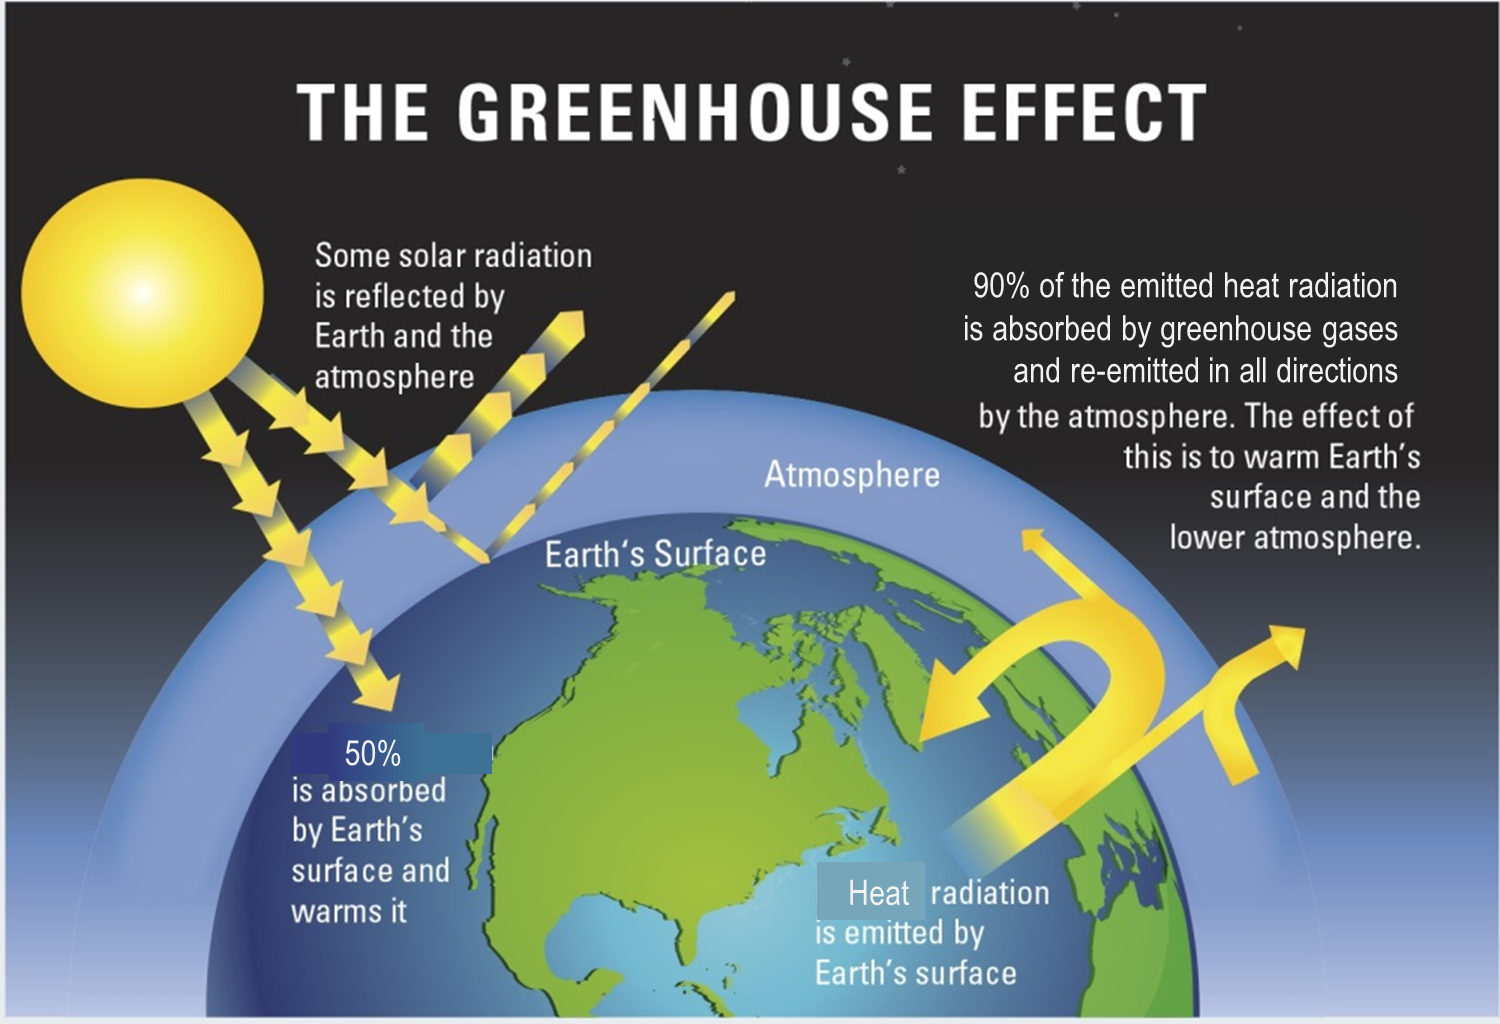 THE GREENHOUSE EFFECT
Some solar radiation
is reflected by
Earth and the
atmosphere
90% of the emitted heat radiation
is absorbed by greenhouse gases
and re-emitted in all directions
by the atmosphere. The effect of
this is to warm Earth's
surface and the
lower atmosphere.
Atmosphere
Earth‘s Surface
50%
is absorbed
by Earth's
surface and
warms it
Heat radiation
is emitted by
Earth's surface